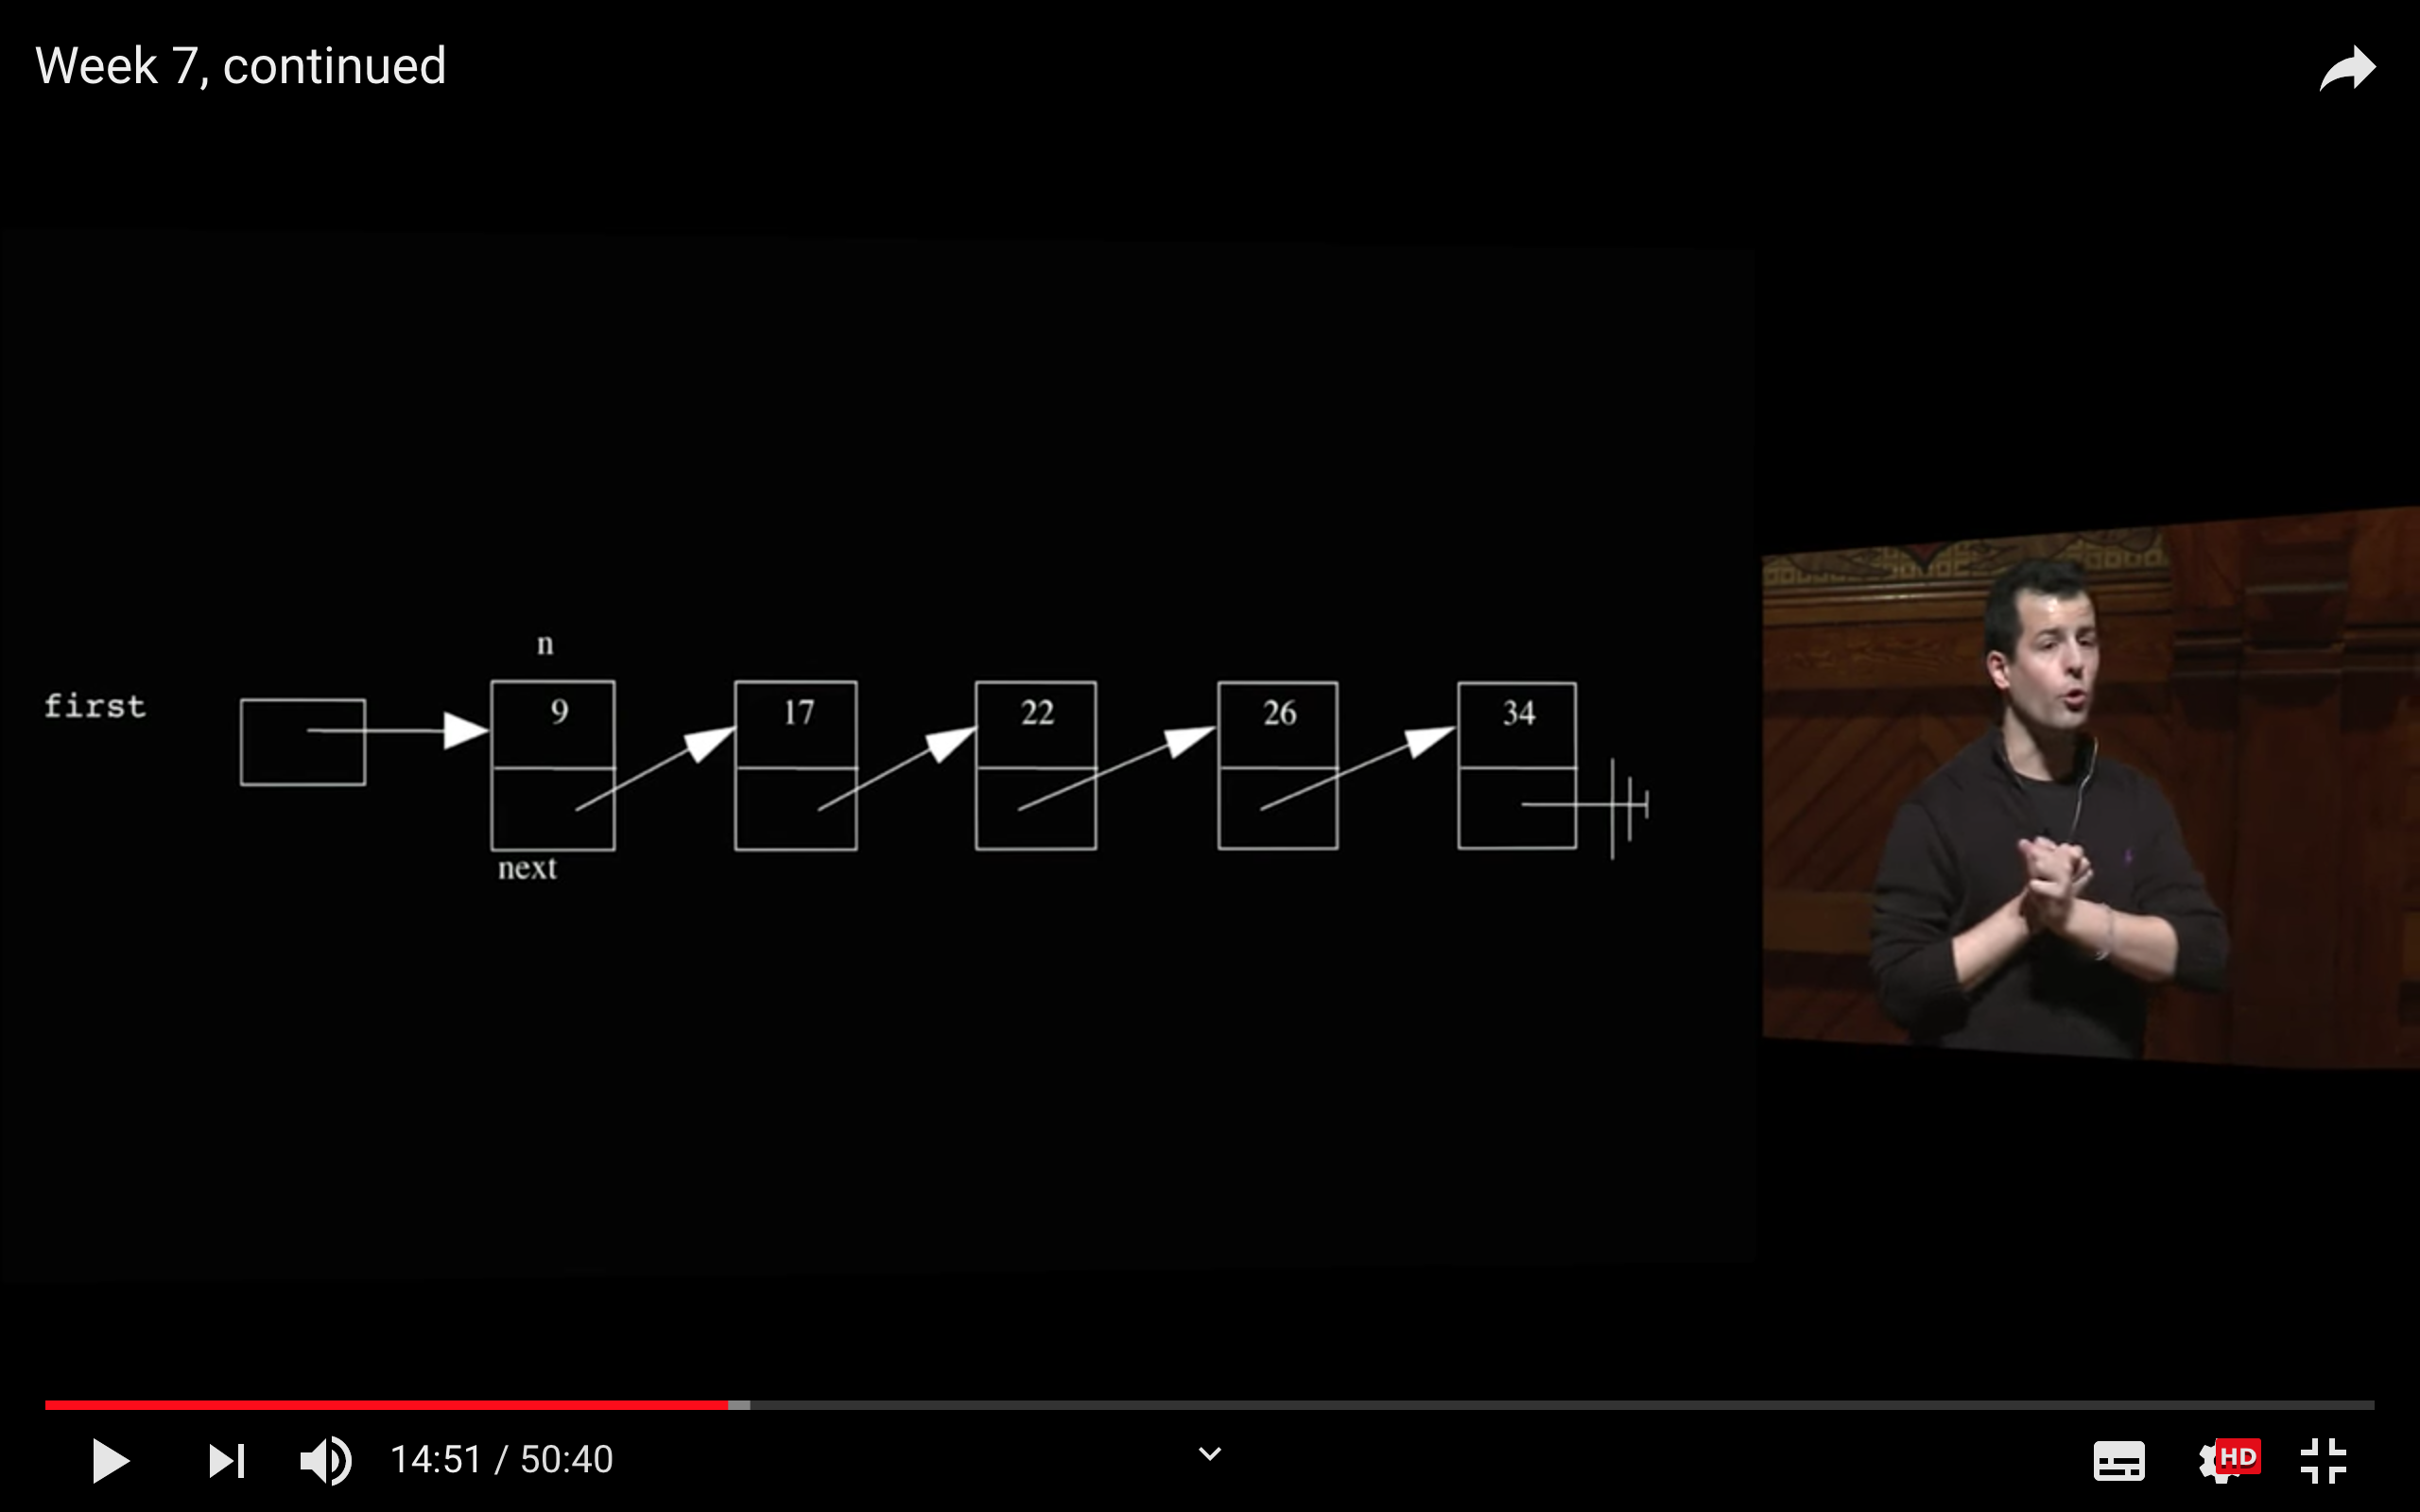 Week 7, continued
n
first
9 17 22 26 34
next
14:51 / 50:40
HD